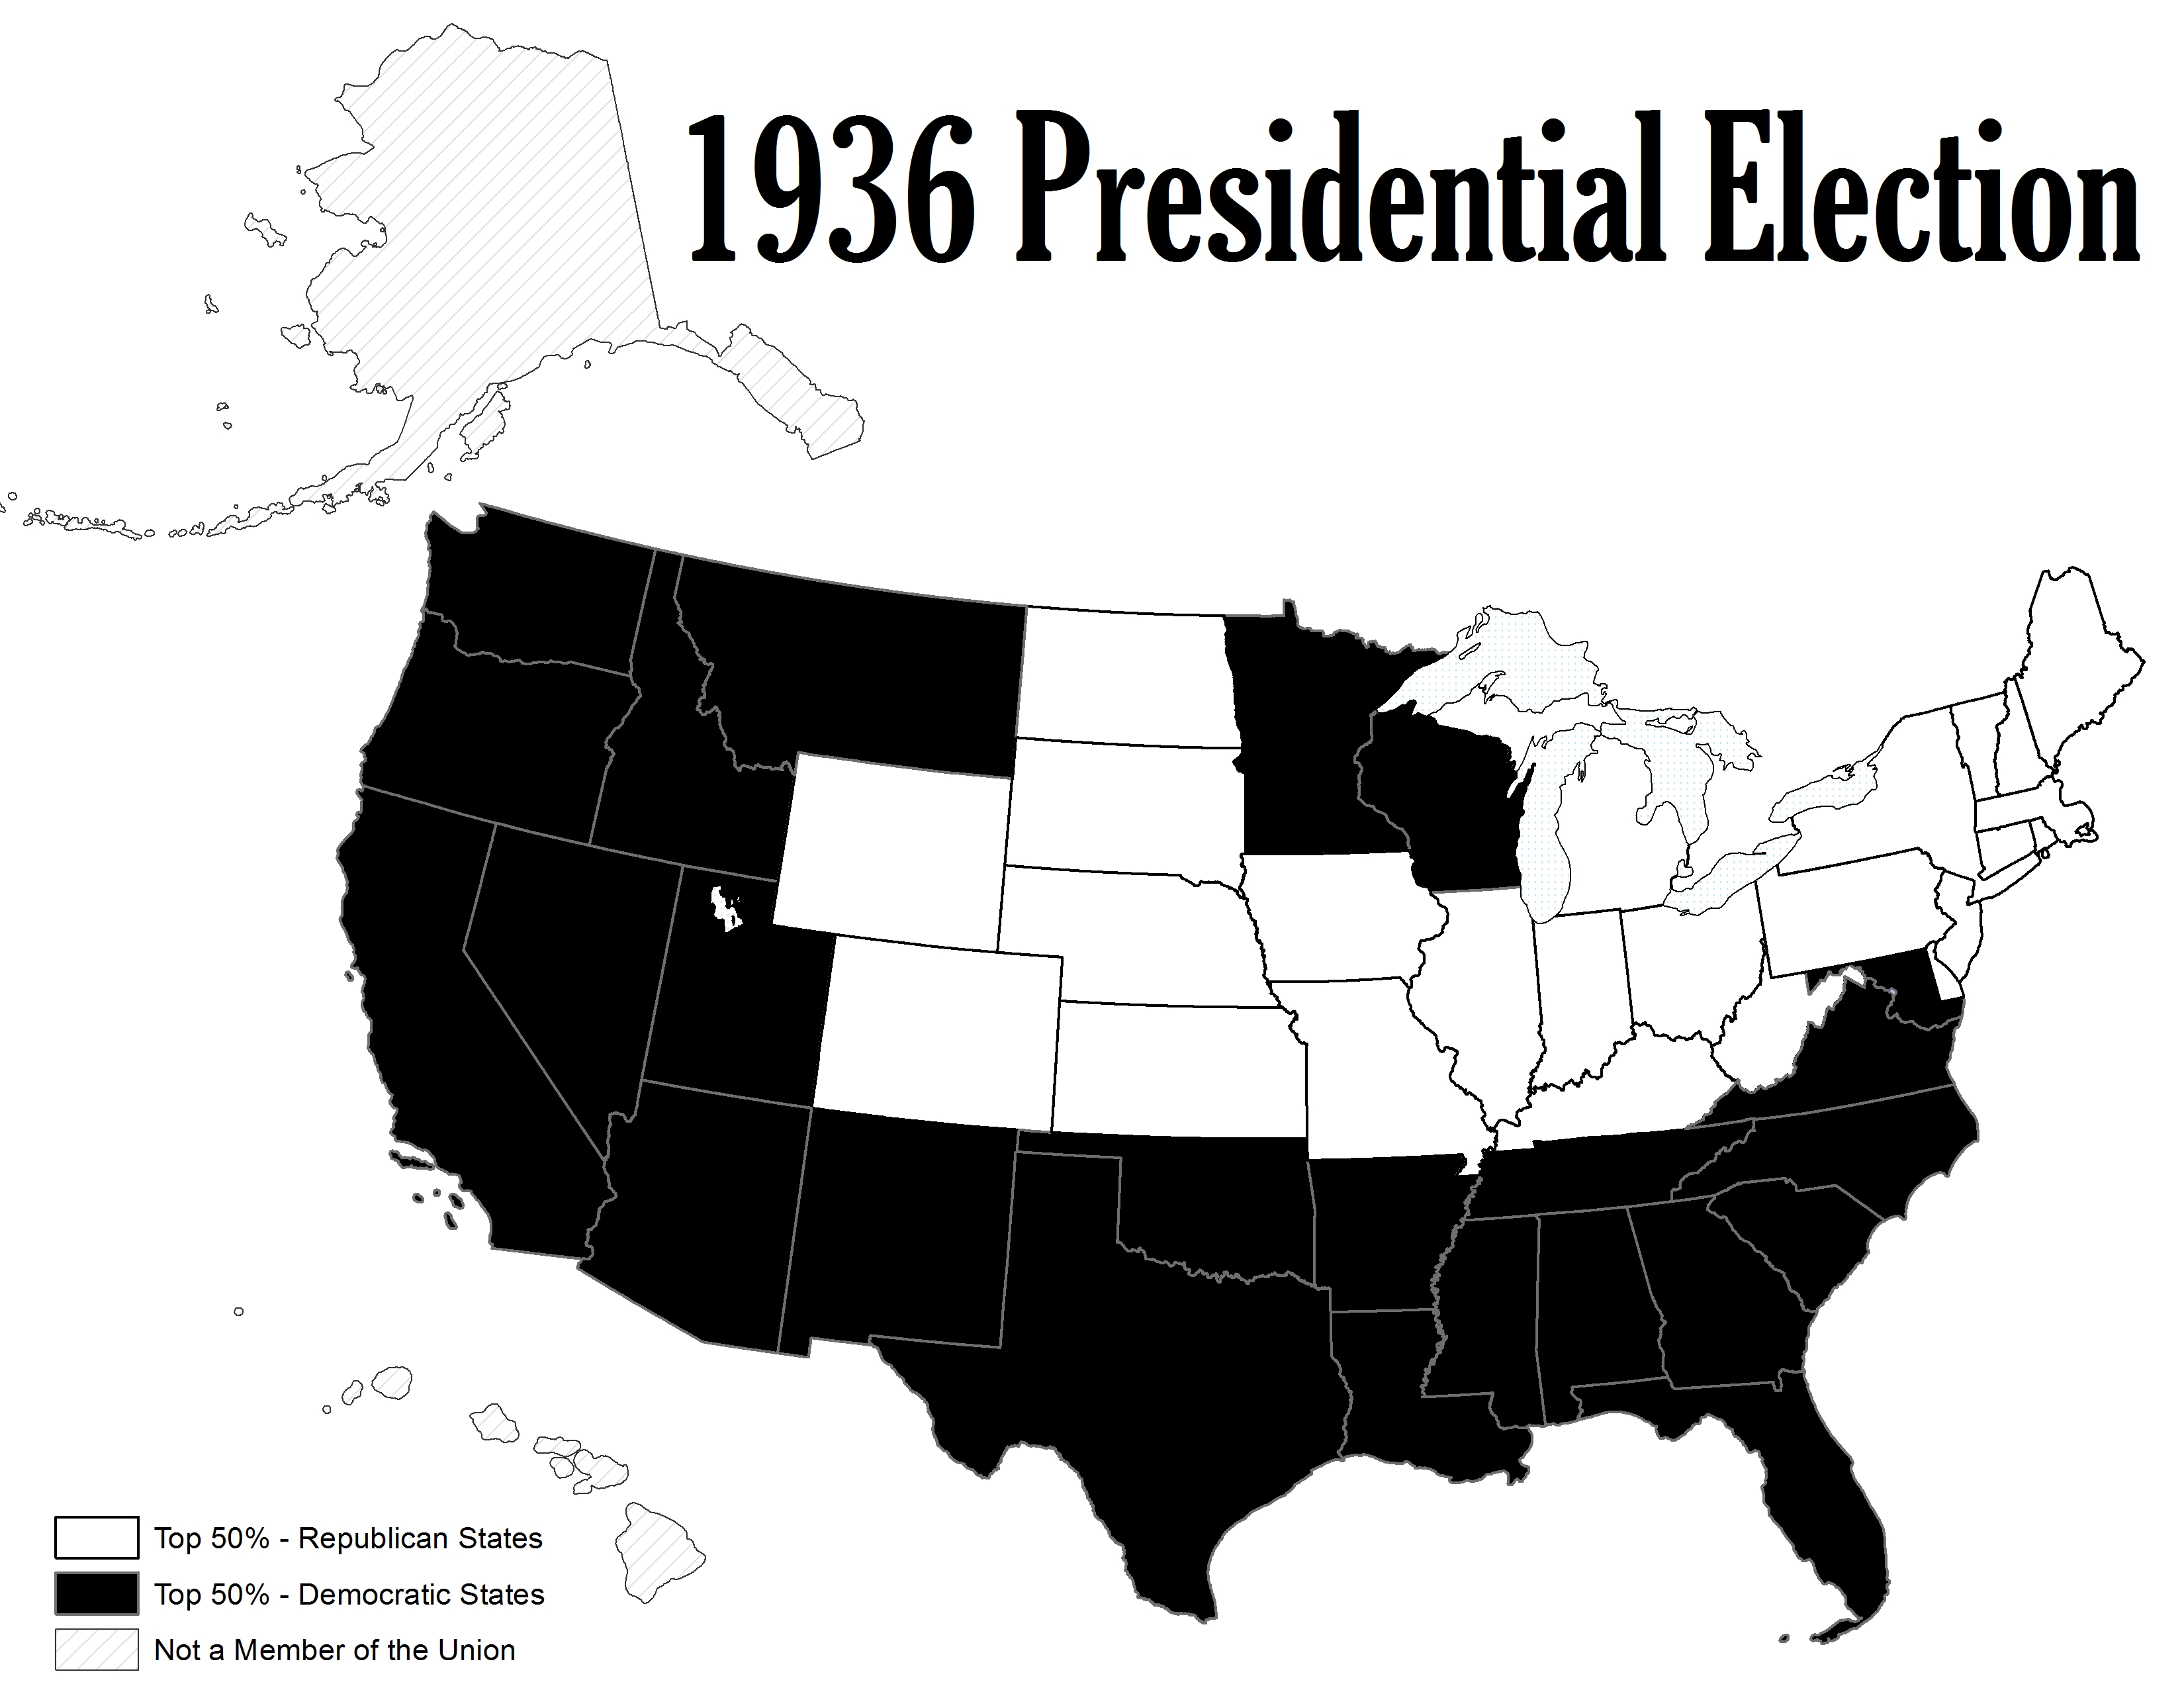 1936 Presidential Election
Top 50% - Republican States
Top 50% - Democratic States
Not a Member of the Union